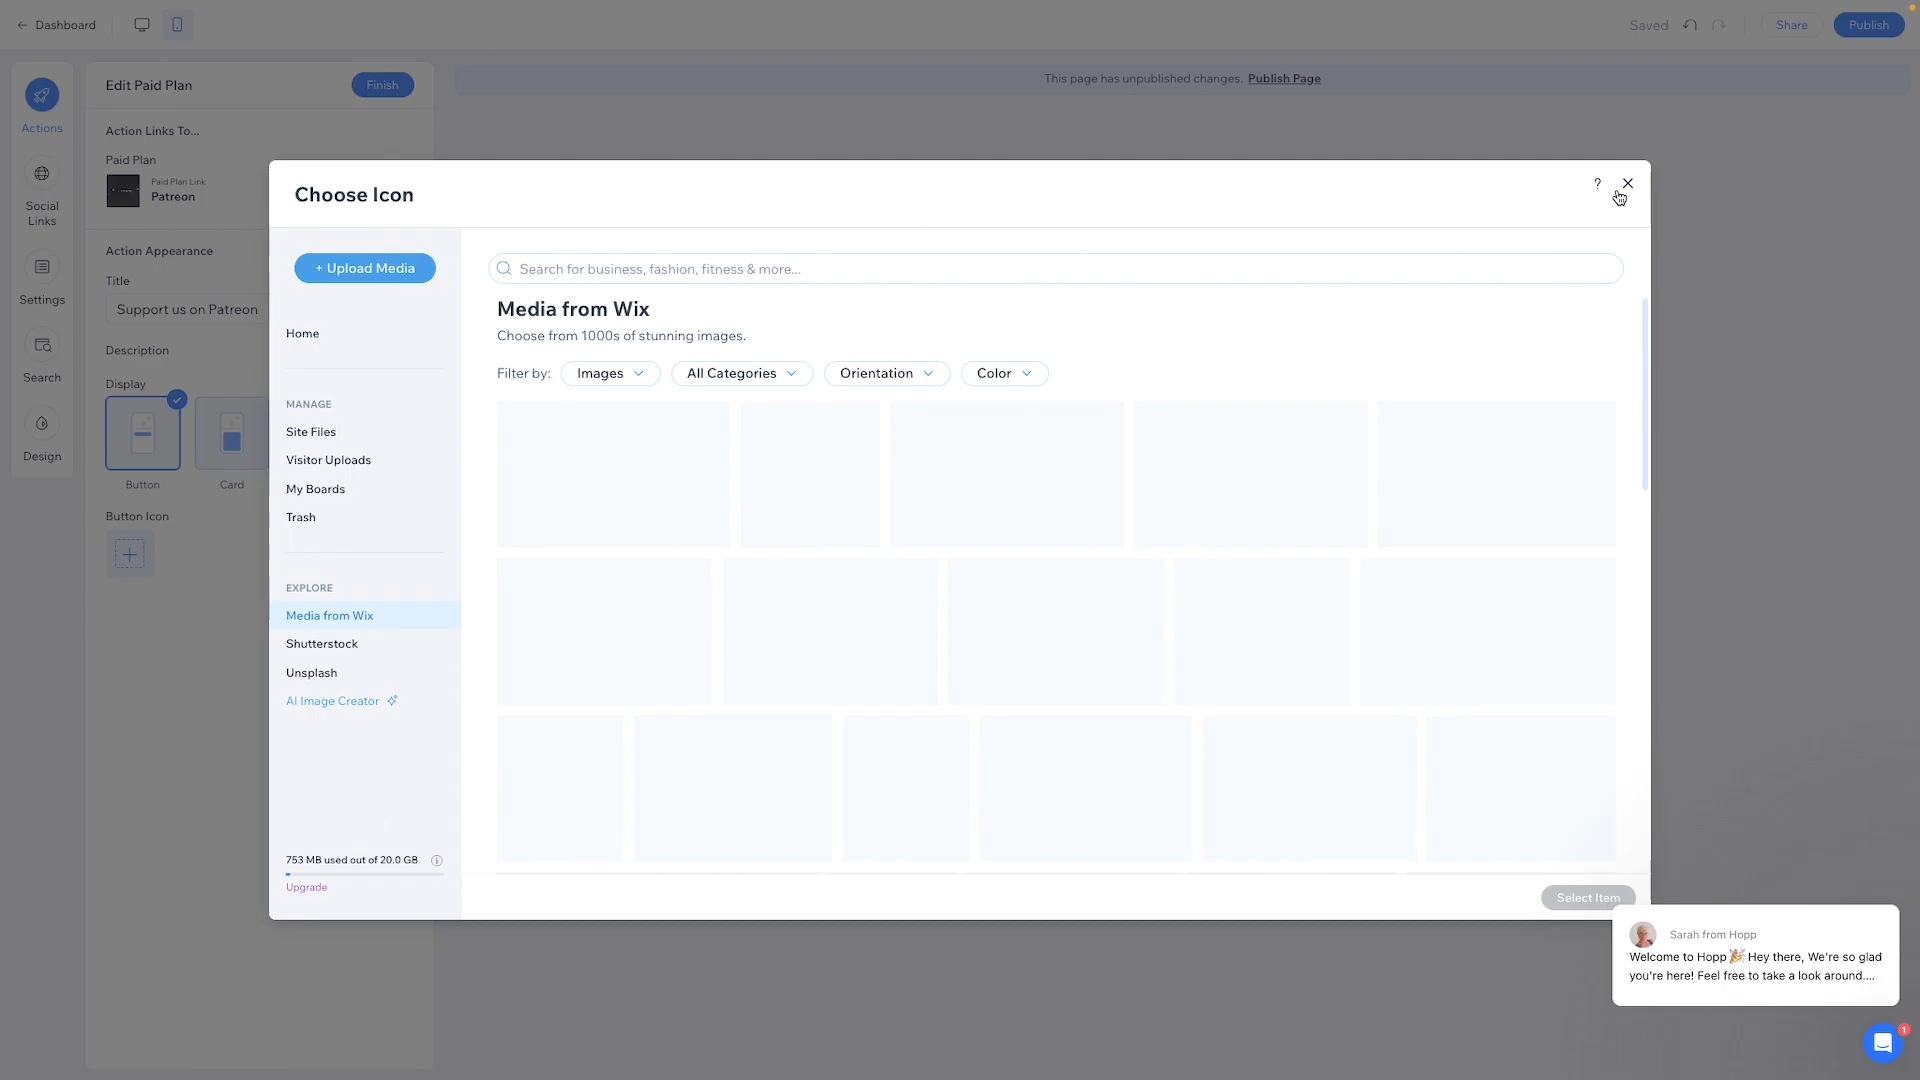 Dashboard
Saved
Share
Publish
Actions
Social
Links
Settings
Search
Design
Edit Paid Plan
Finish
Action Links To...
Paid Plan
Paid Plan Link
Patreon
Action Appearance
Title
Support us on Patreon
Description
Display
Button
Card
Button Icon
This page has unpublished changes. Publish Page
Choose Icon
?
+ Upload Media
Home
MANAGE
Site Files
Visitor Uploads
My Boards
Trash
EXPLORE
Media from Wix
Shutterstock
Unsplash
AI Image Creator
753 MB used out of 20.0 GB
Upgrade
Search for business, fashion, fitness & more...
Media from Wix
Choose from 1000s of stunning images.
Filter by: Images All Categories Orientation Color
Select Item
Sarah from Hopp
Welcome to Hopp 🎉 Hey there, We're so glad
you're here! Feel free to take a look around....
1